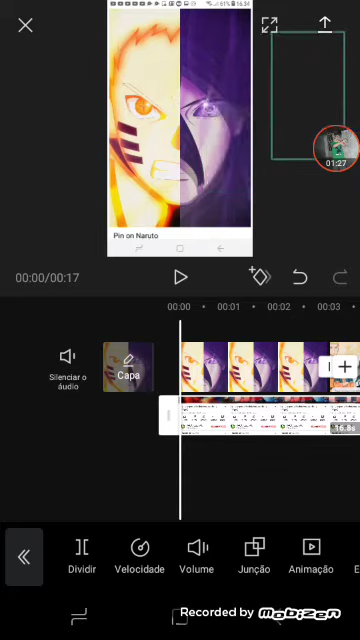 61% 16:34
Pin on Naruto
01:27
00:00/00:17
00:00
00:01
00:02
00:03
Silenciar o áudio
Capa
16.8s
Dividir
Velocidade
Volume
Junção
Animação
E
Recorded by MOBIZEN